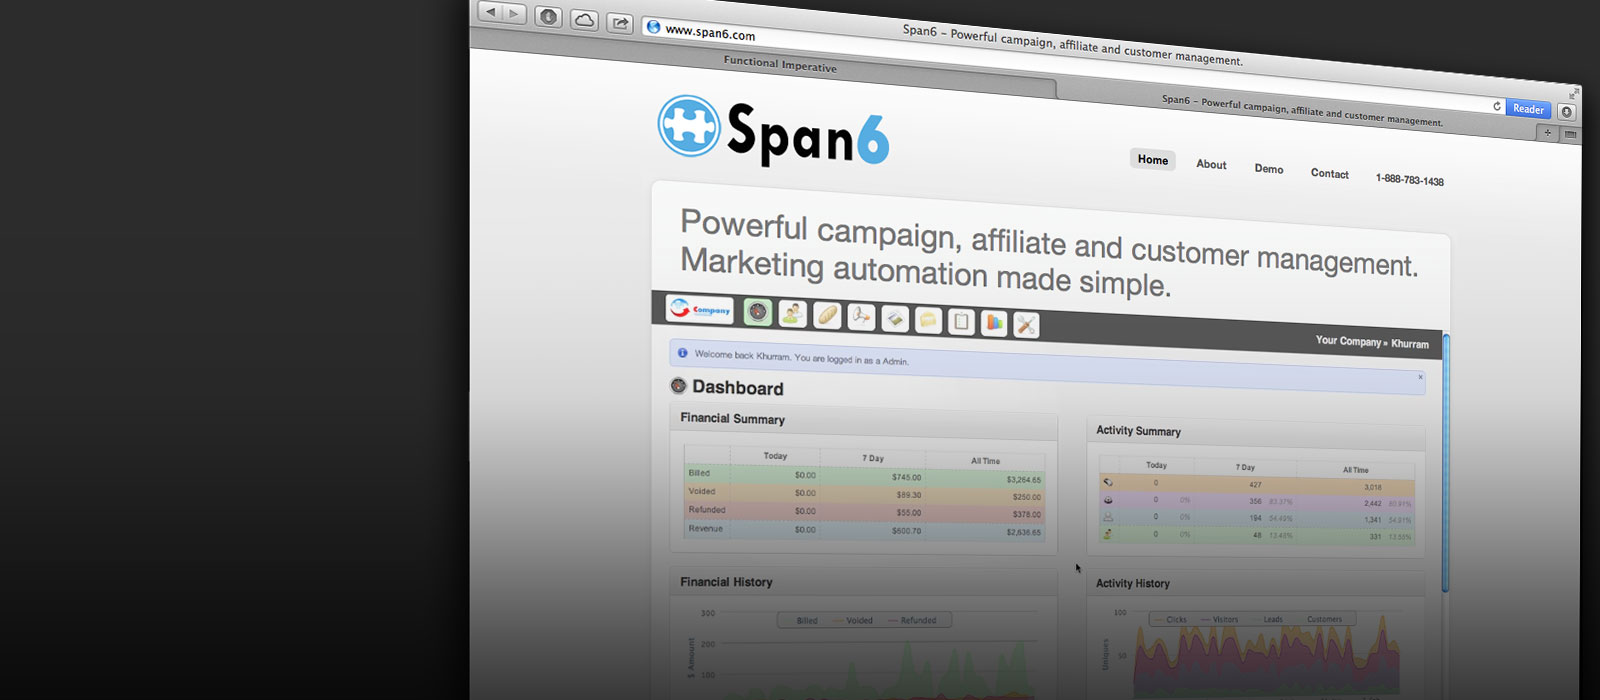 Span6 – Powerful campaign, affiliate and customer management.
www.span6.com
Reader
Functional Imperative
Span6 – Powerful campaign, affiliate and customer management.
Span6
Home About Demo Contact 1-888-783-1438
Powerful campaign, affiliate and customer management.
Marketing automation made simple.
Company
Your Company » Khurram
Welcome back Khurram. You are logged in as a Admin.
Dashboard
Financial Summary
Today 7 Day All Time
Billed $0.00 $745.00 $3,264.65
Voided $0.00 $89.30 $250.00
Refunded $0.00 $55.00 $378.00
Revenue $0.00 $600.70 $2,636.65
Activity Summary
Today 7 Day All Time
0 427 3,018
0 0% 356 83.37% 2,442 80.91%
0 0% 194 54.49% 1,341 54.91%
0 0% 48 13.48% 331 13.55%
Financial History
300
Billed Voided Refunded
200
100
$ Amount
Activity History
100
Clicks Visitors Leads Customers
50
Uniques